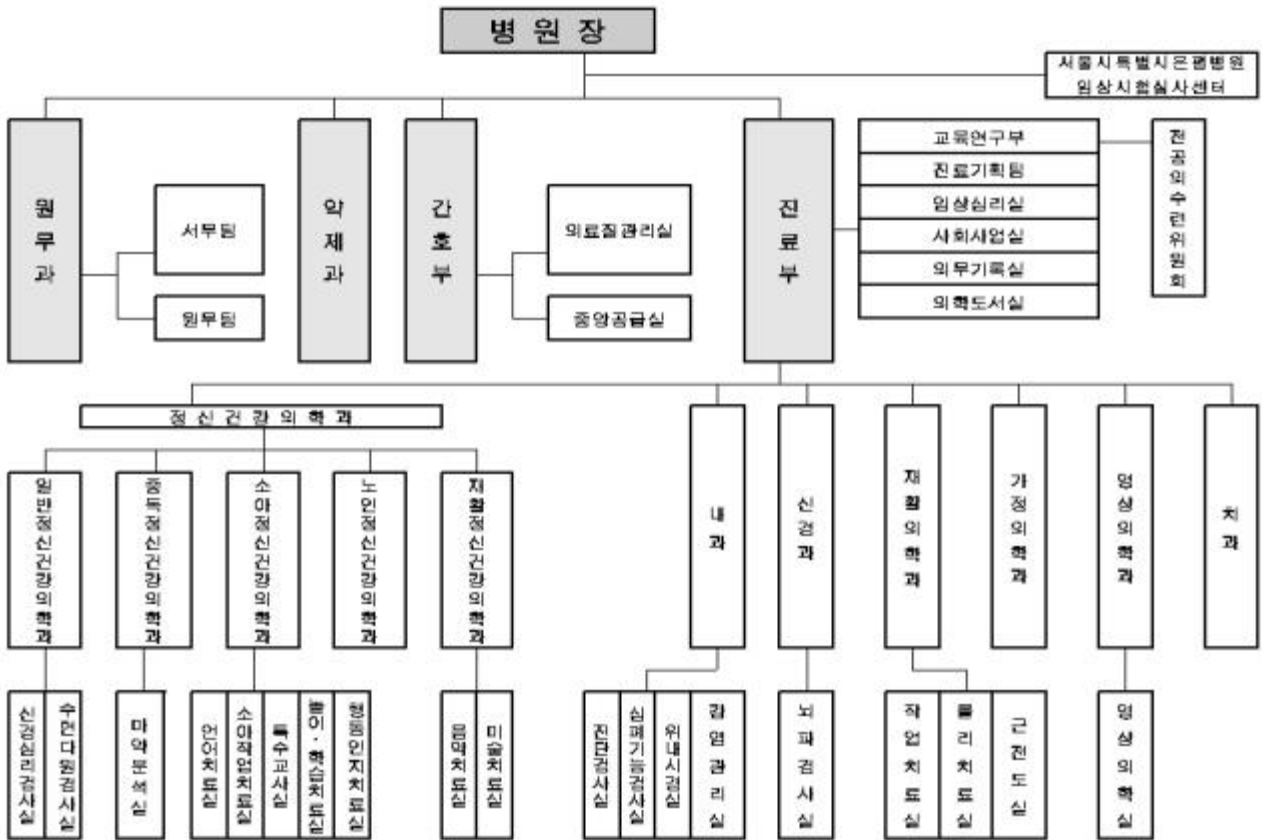 병원장
서울시특별시은평병원
임상시험심사센터
원무과
서무팀
원무팀
약제과
간호부
의료질관리실
중앙공급실
진료부
교육연구부
진료기획팀
임상심리실
사회사업실
의무기록실
의학도서실
전공의수련위원회
정신건강의학과
일반정신건강의학과
중독정신건강의학과
소아정신건강의학과
노인정신건강의학과
재활정신건강의학과
내과
신경과
재활의학과
가정의학과
영상의학과
치과
신경심리검사실
수면다원검사실
마약분석실
언어치료실
소아작업치료실
특수교사실
놀이·학습치료실
행동인지치료실
음악치료실
미술치료실
진단검사실
심폐기능검사실
위내시경실
감염관리실
뇌파검사실
작업치료실
물리치료실
근전도실
영상의학실